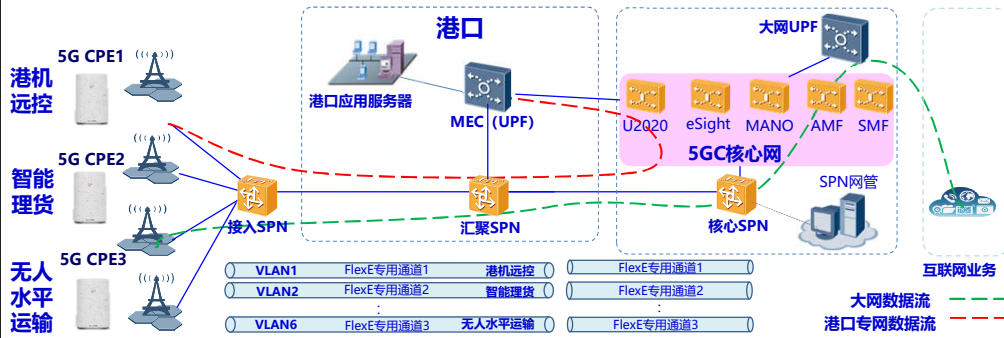 港机
远控
5G CPE1
智能
理货
5G CPE2
无人
水平
运输
5G CPE3
接入SPN
港口
港口应用服务器
MEC（UPF）
汇聚SPN
大网UPF
U2020
eSight
MANO
AMF
SMF
5GC核心网
SPN网管
核心SPN
互联网业务
VLAN1 FlexE专用通道1 港机远控
VLAN2 FlexE专用通道2 智能理货
:
VLAN6 FlexE专用通道3 无人水平运输
FlexE专用通道1
FlexE专用通道2
:
FlexE专用通道3
大网数据流
港口专网数据流